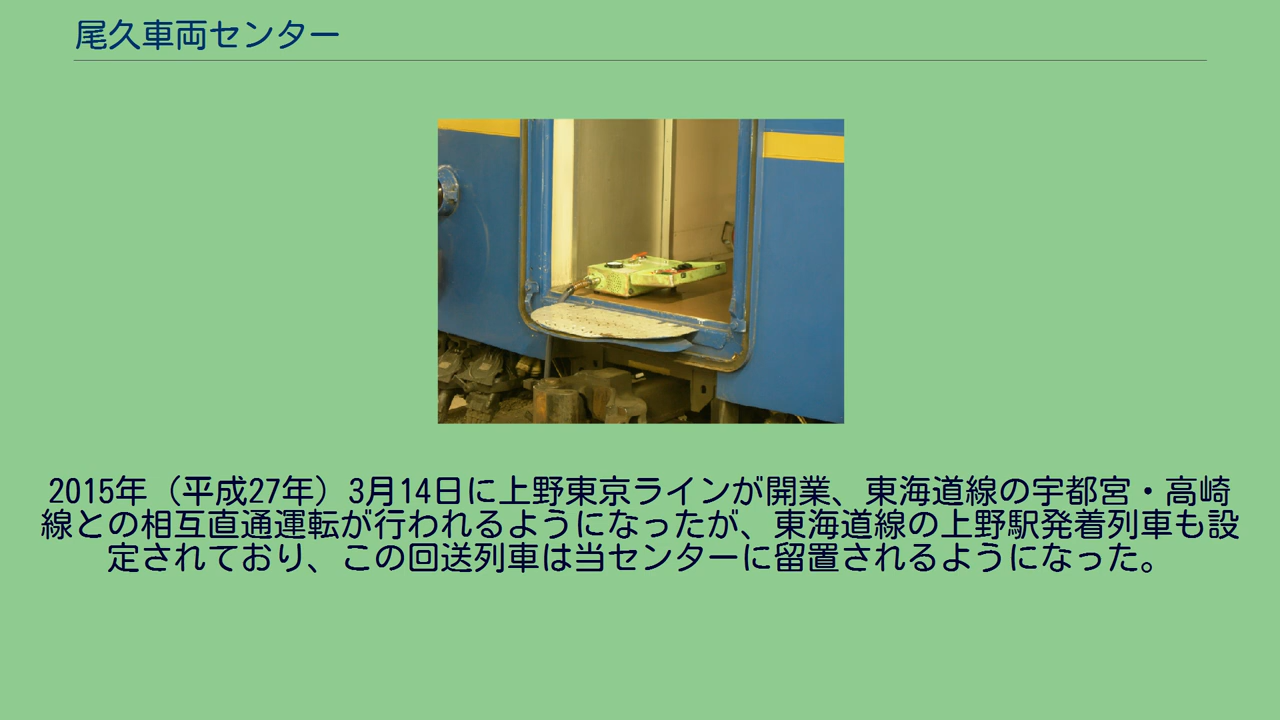 尾久車両センター
2015年（平成27年）3月14日に上野東京ラインが開業、東海道線の宇都宮・高崎
線との相互直通運転が行われるようになったが、東海道線の上野駅発着列車も設
定されており、この回送列車は当センターに留置されるようになった。